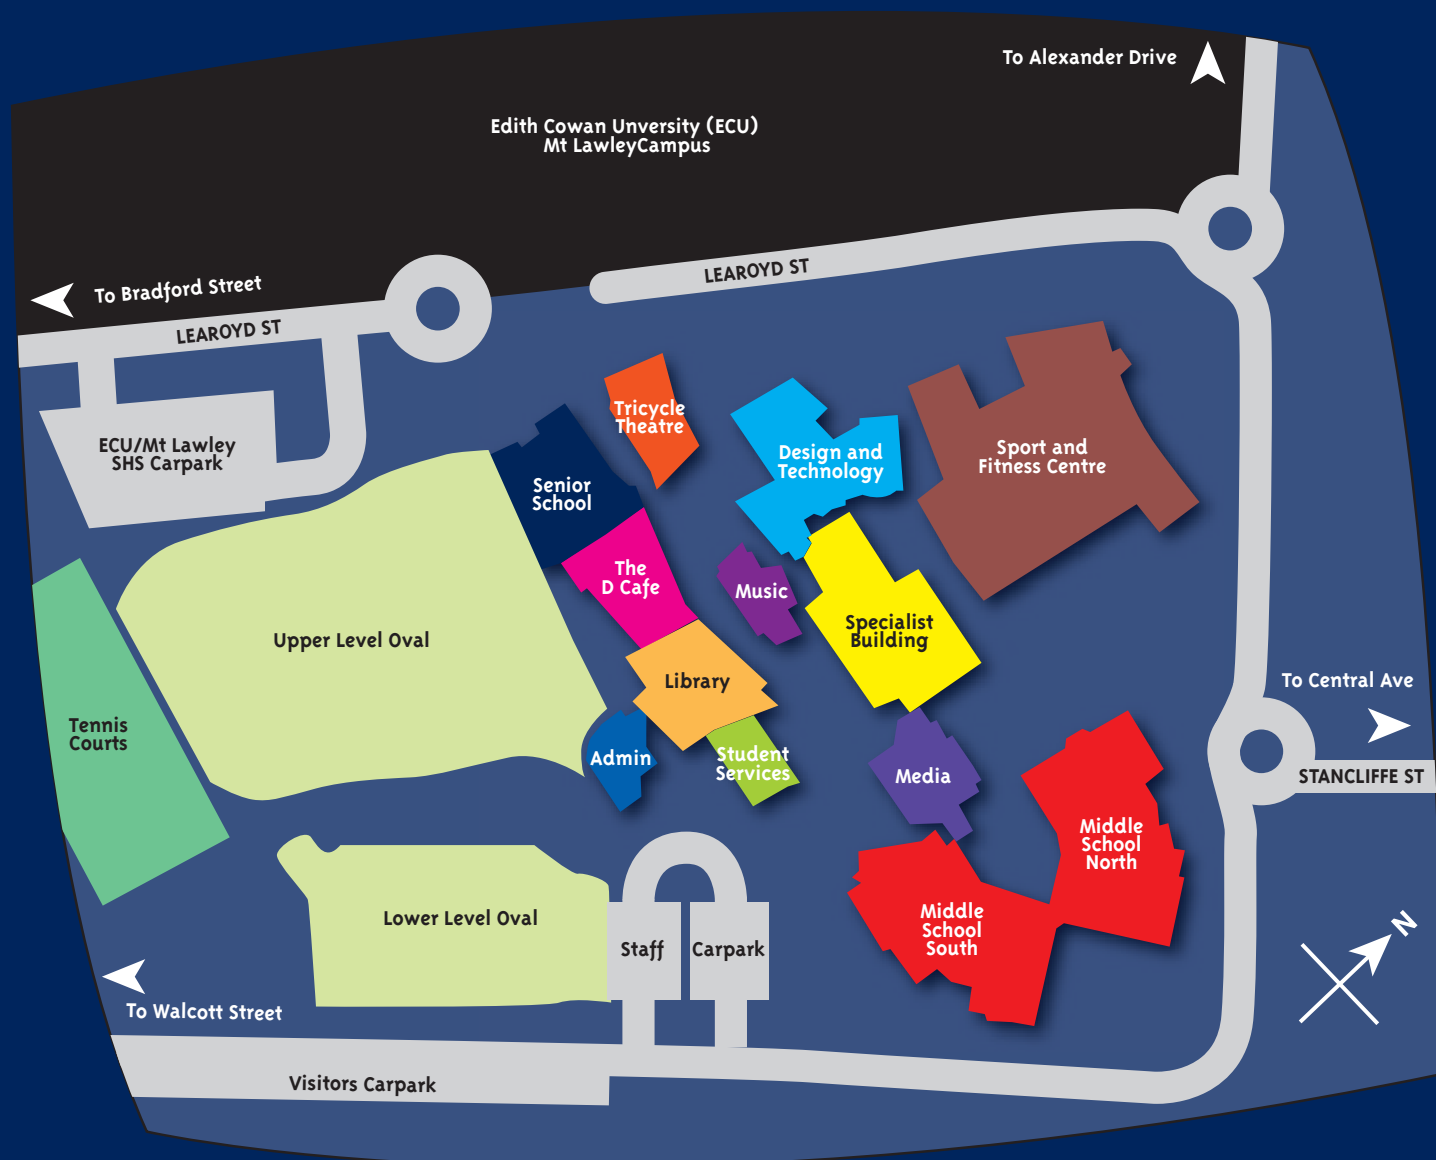 To Alexander Drive
Edith Cowan Unversity (ECU)
Mt LawleyCampus
LEAROYD ST
To Bradford Street
LEAROYD ST
ECU/Mt Lawley
SHS Carpark
Tricycle
Theatre
Design and
Technology
Sport and
Fitness Centre
Senior
School
The
D Cafe
Music
Specialist
Building
Upper Level Oval
Library
To Central Ave
Tennis
Courts
Admin
Student
Services
Media
STANCLIFFE ST
Middle
School
North
Lower Level Oval
Staff
Carpark
Middle
School
South
N
To Walcott Street
Visitors Carpark